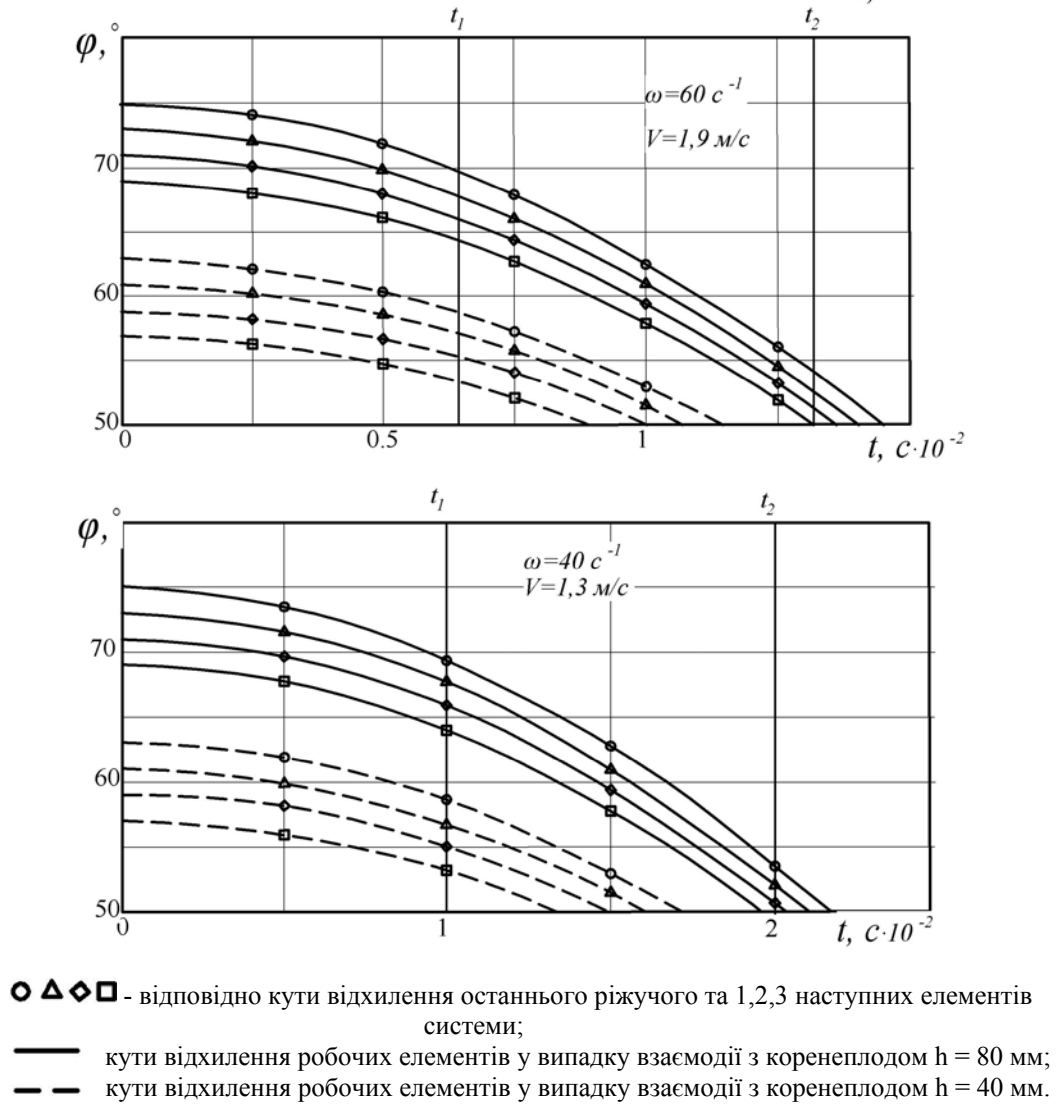 t₁ t₂
φ, °
ω=60 c⁻¹
V=1,9 м/с
70
60
50
0 0.5 1
t, c·10⁻²
t₁ t₂
φ, °
ω=40 c⁻¹
V=1,3 м/с
70
60
50
0 1 2
t, c·10⁻²
- відповідно кути відхилення останнього ріжучого та 1,2,3 наступних елементів
системи;
кути відхилення робочих елементів у випадку взаємодії з коренеплодом h = 80 мм;
кути відхилення робочих елементів у випадку взаємодії з коренеплодом h = 40 мм.